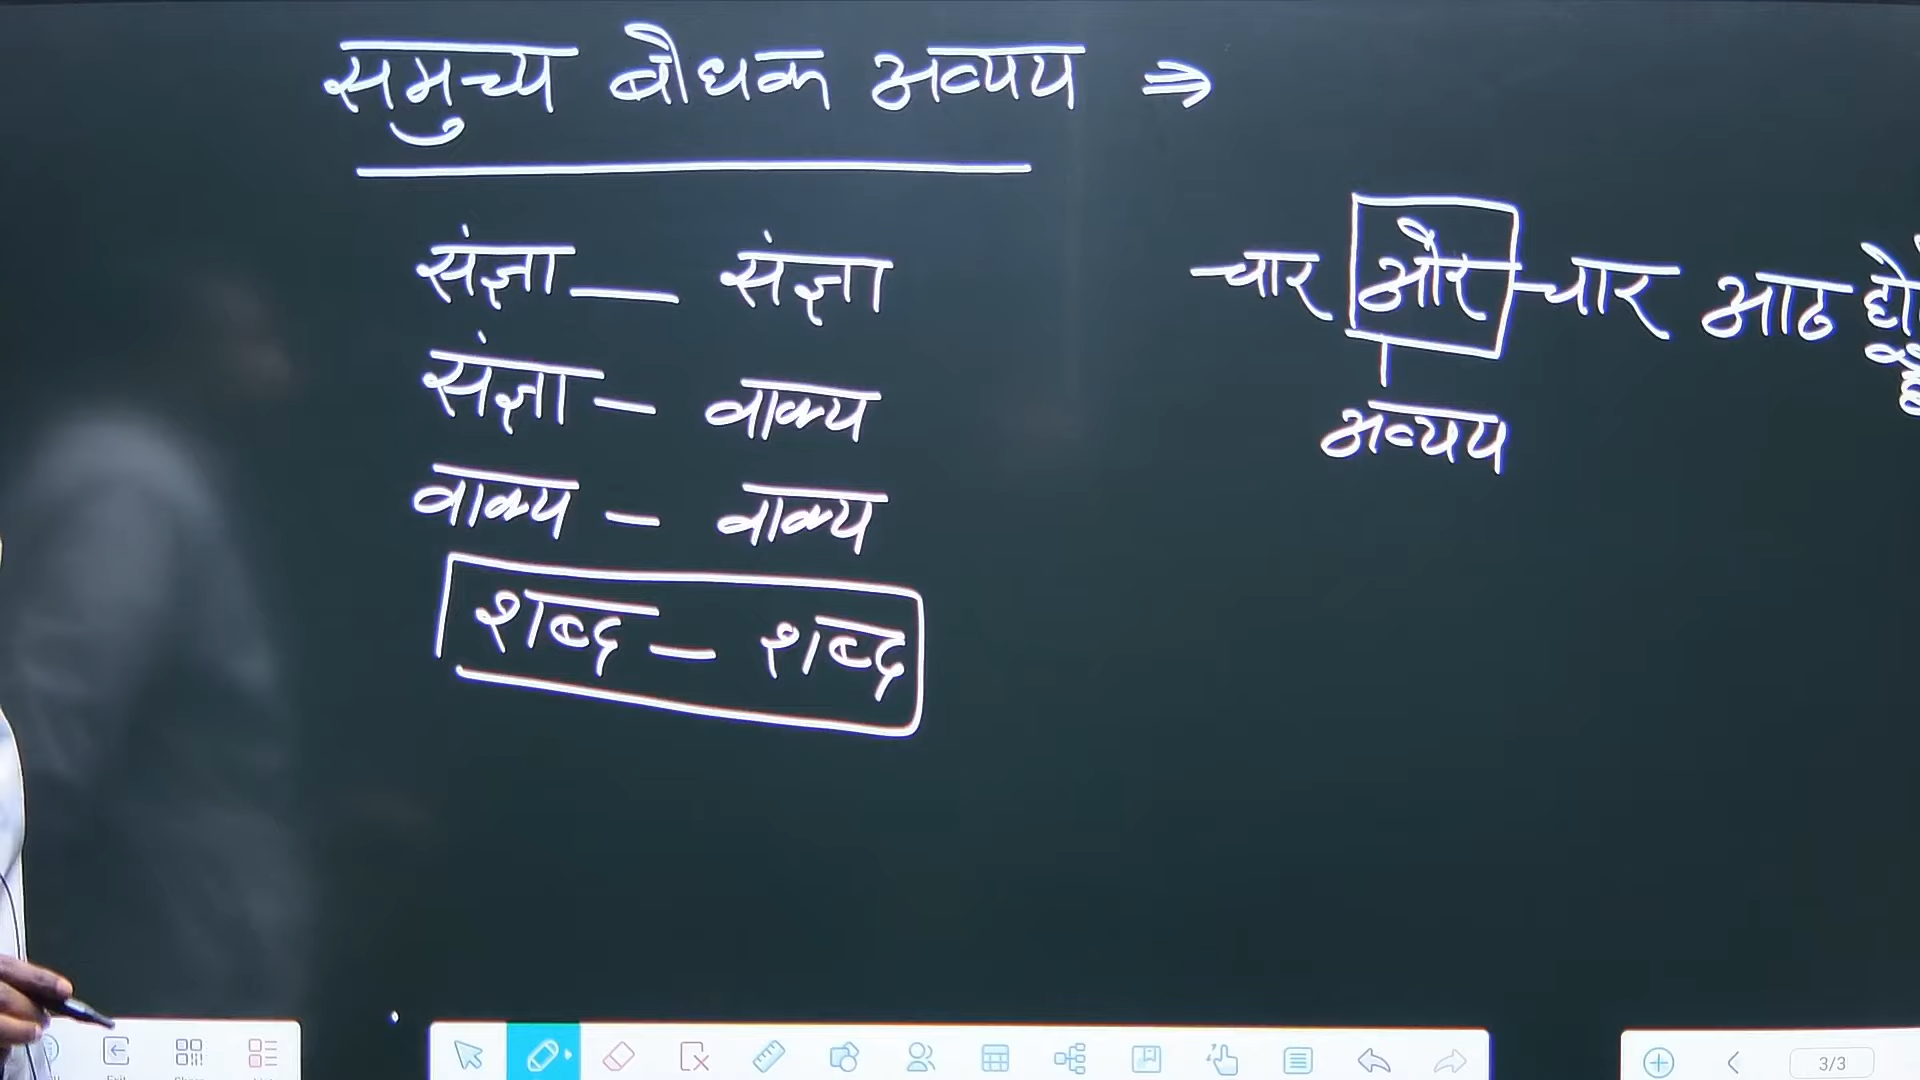 समुच्य बोधक अव्यय ⇒
संज्ञा — संज्ञा
संज्ञा — वाक्य
वाक्य — वाक्य
शब्द — शब्द
चार और चार आठ
अव्यय
3/3